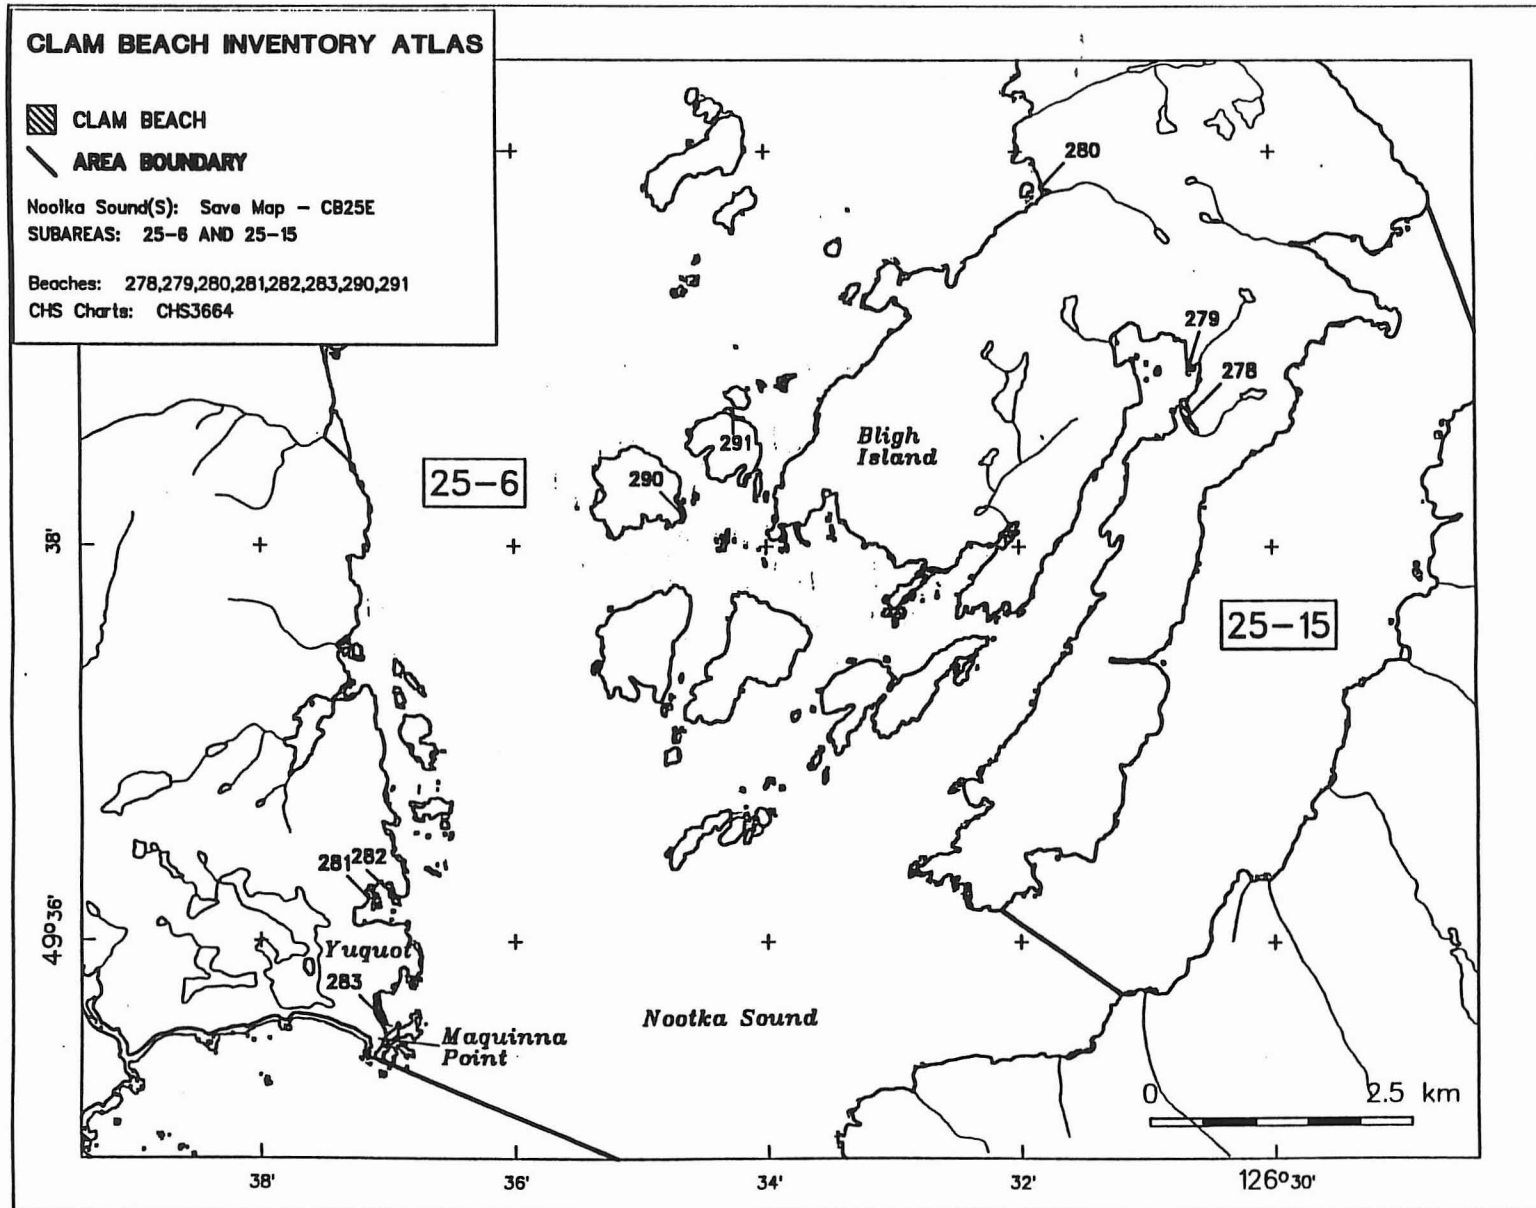 CLAM BEACH INVENTORY ATLAS
CLAM BEACH
AREA BOUNDARY
Nootka Sound(S): Save Map - CB25E
SUBAREAS: 25-6 AND 25-15
Beaches: 278,279,280,281,282,283,290,291
CHS Charts: CHS3664
280
279
278
291
Bligh
Island
290
25-6
38'
25-15
281
282
49°36'
Yuquot
283
Nootka Sound
Maquinna
Point
0
2.5 km
38'
36'
34'
32'
126°30'